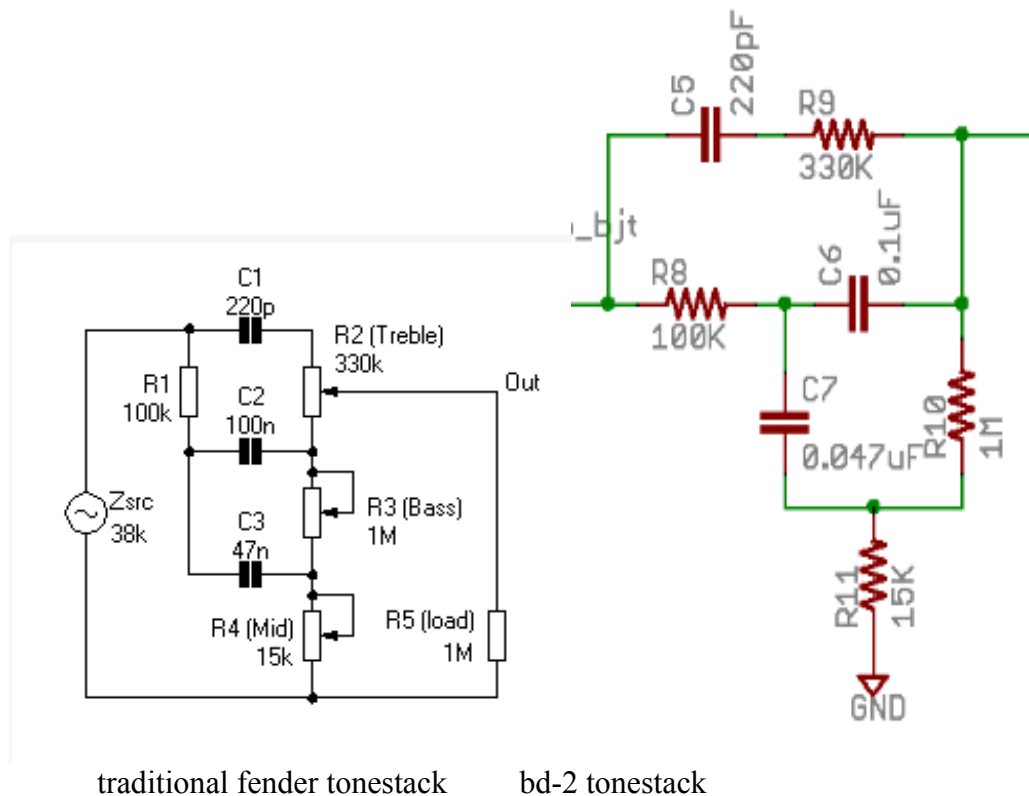 C5
220pF
R9
330K
_bjt
R8
100K
C6
0.1uF
C7
0.047uF
R10
1M
R11
15K
GND
C1
220p
R2 (Treble)
330k
Out
R1
100k
C2
100n
R3 (Bass)
1M
Zsrc
38k
C3
47n
R4 (Mid)
15k
R5 (load)
1M
traditional fender tonestack
bd-2 tonestack